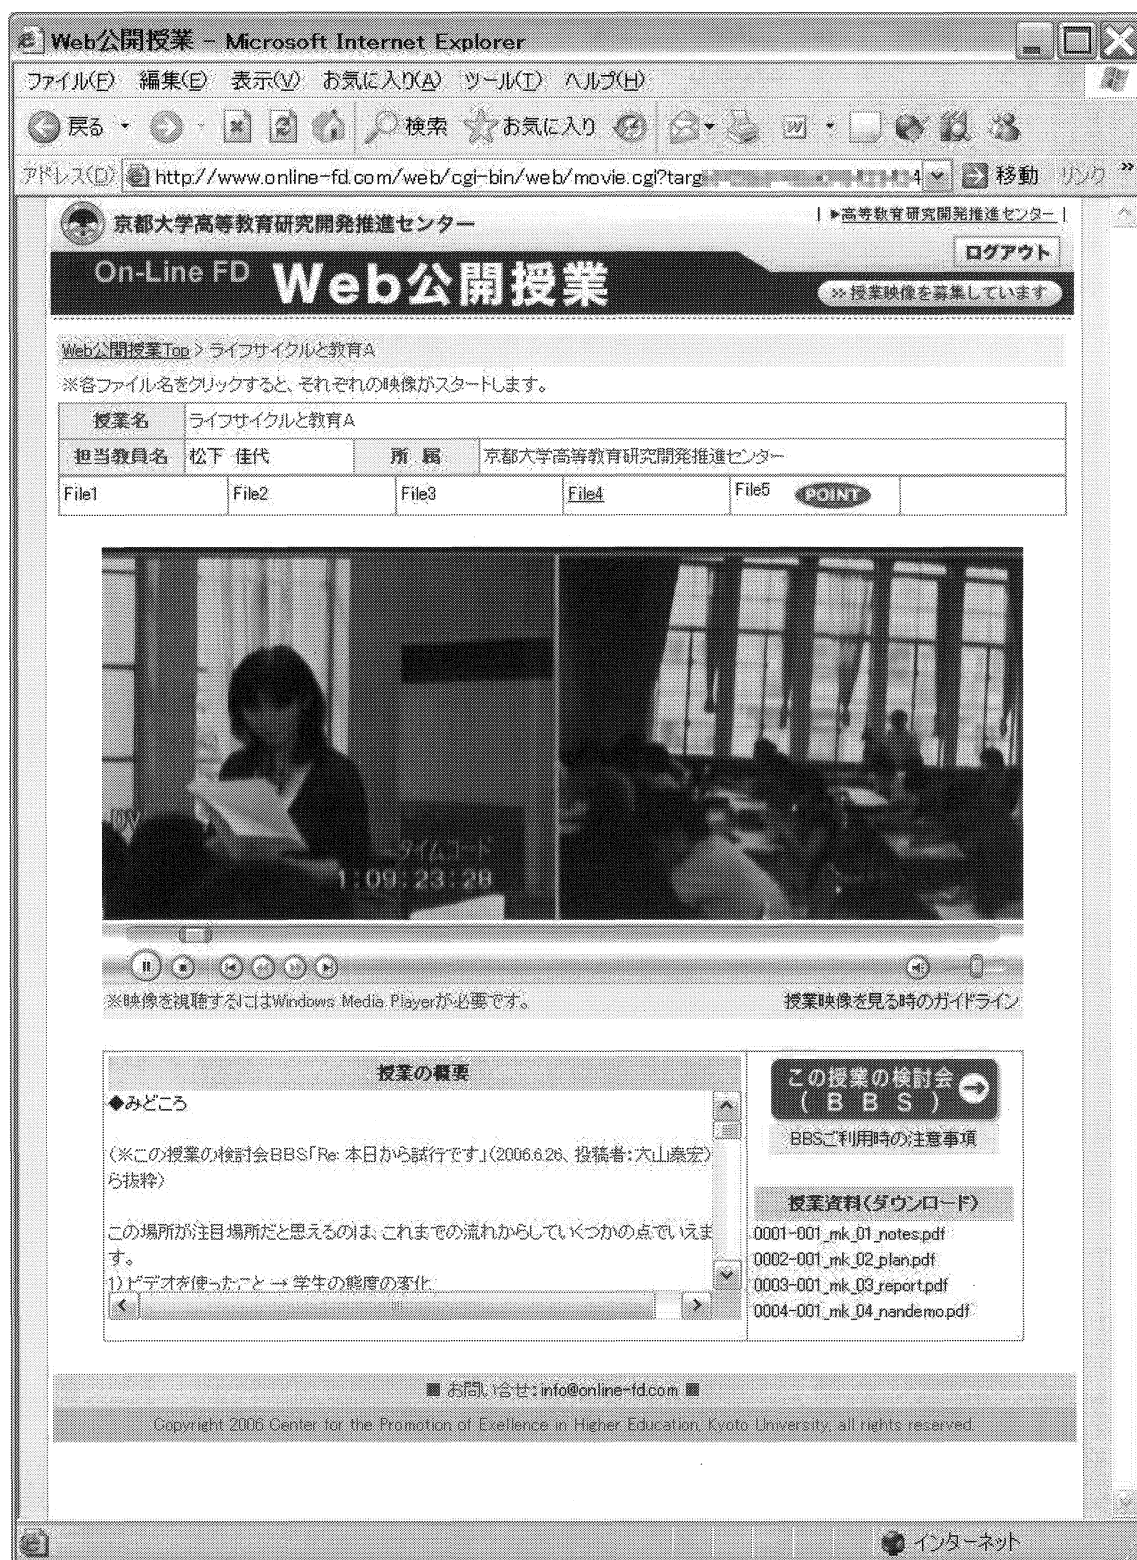 Web公開授業 - Microsoft Internet Explorer
ファイル(F) 編集(E) 表示(V) お気に入り(A) ツール(T) ヘルプ(H)
戻る 検索 お気に入り
アドレス(D) http://www.online-fd.com/web/cgi-bin/web/movie.cgi?targ 4 移動 リンク »
京都大学高等教育研究開発推進センター
| ▶高等教育研究開発推進センター |
ログアウト
On-Line FD Web公開授業
>> 授業映像を募集しています
Web公開授業Top > ライフサイクルと教育A
※各ファイル名をクリックすると、それぞれの映像がスタートします。
授業名 ライフサイクルと教育A
担当教員名 松下 佳代 所 属 京都大学高等教育研究開発推進センター
File1 File2 File3 File4 File5 POINT
タイムコード
1:09:23:28
※映像を視聴するにはWindows Media Playerが必要です。 授業映像を見る時のガイドライン
授業の概要
◆みどころ
(※この授業の検討会BBS「Re: 本日から試行です」(2006.6.26、投稿者:大山泰宏)
ら抜粋)
この場所が注目場所だと思えるのは、これまでの流れからしていくつかの点でいえま
す。
1) ビデオを使ったこと → 学生の態度の変化
この授業の検討会
(BBS)
BBSご利用時の注意事項
授業資料(ダウンロード)
0001-001_mk_01_notes.pdf
0002-001_mk_02_plan.pdf
0003-001_mk_03_report.pdf
0004-001_mk_04_nandemo.pdf
■ お問い合せ:info@online-fd.com ■
Copyright 2006 Center for the Promotion of Exellence in Higher Education, Kyoto University, all rights reserved.
インターネット